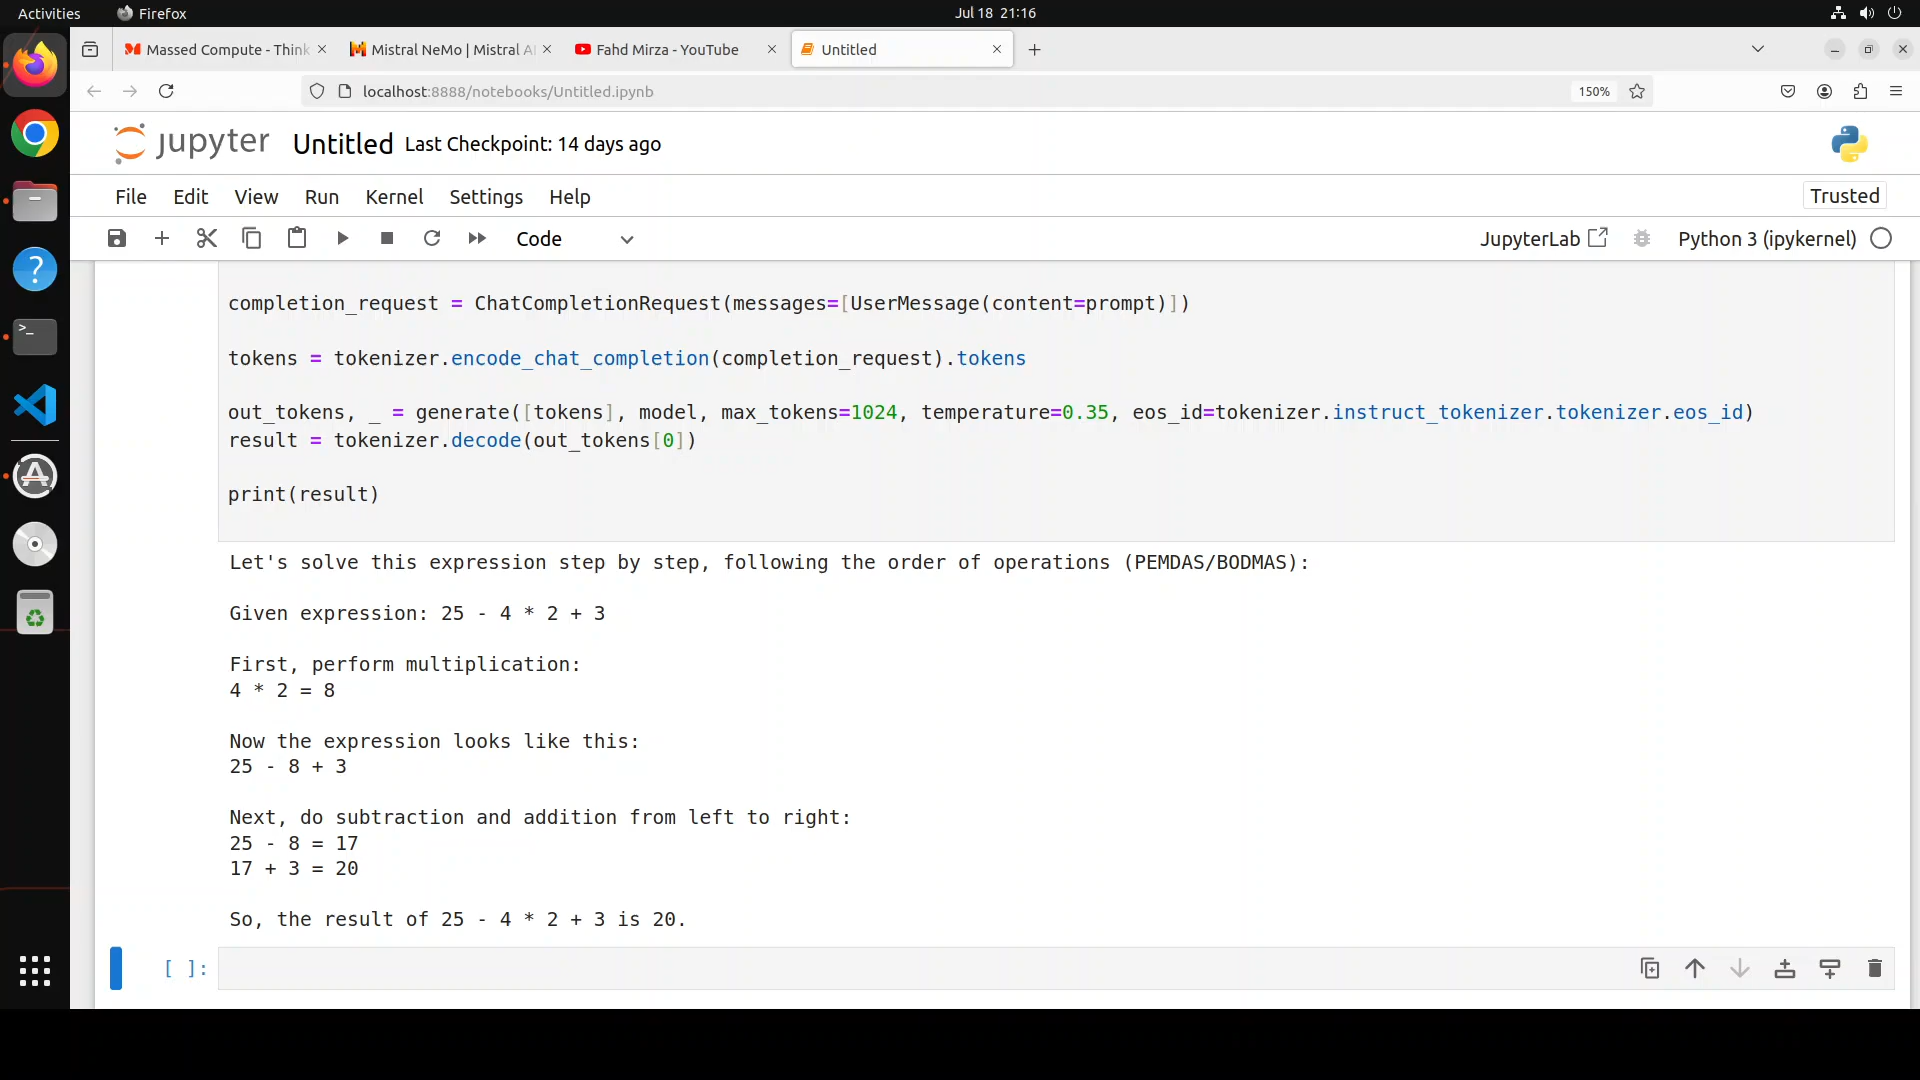 Activities
Firefox
Jul 18 21:16
Massed Compute - Think
Mistral NeMo | Mistral A
Fahd Mirza - YouTube
Untitled
localhost:8888/notebooks/Untitled.ipynb
150%
jupyter
Untitled
Last Checkpoint: 14 days ago
File
Edit
View
Run
Kernel
Settings
Help
Trusted
Code
JupyterLab
Python 3 (ipykernel)
completion_request = ChatCompletionRequest(messages=[UserMessage(content=prompt)])
tokens = tokenizer.encode_chat_completion(completion_request).tokens
out_tokens, _ = generate([tokens], model, max_tokens=1024, temperature=0.35, eos_id=tokenizer.instruct_tokenizer.tokenizer.eos_id)
result = tokenizer.decode(out_tokens[0])
print(result)
Let's solve this expression step by step, following the order of operations (PEMDAS/BODMAS):
Given expression: 25 - 4 * 2 + 3
First, perform multiplication:
4 * 2 = 8
Now the expression looks like this:
25 - 8 + 3
Next, do subtraction and addition from left to right:
25 - 8 = 17
17 + 3 = 20
So, the result of 25 - 4 * 2 + 3 is 20.
[ ]: